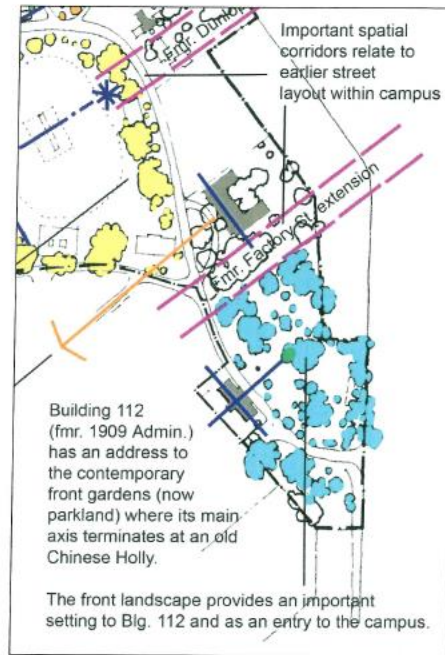 Important spatial
corridors relate to
earlier street
layout within campus
Fmr. Dunlop
Fmr. Factory St. extension
Building 112
(fmr. 1909 Admin.)
has an address to
the contemporary
front gardens (now
parkland) where its main
axis terminates at an old
Chinese Holly.
The front landscape provides an important
setting to Blg. 112 and as an entry to the campus.